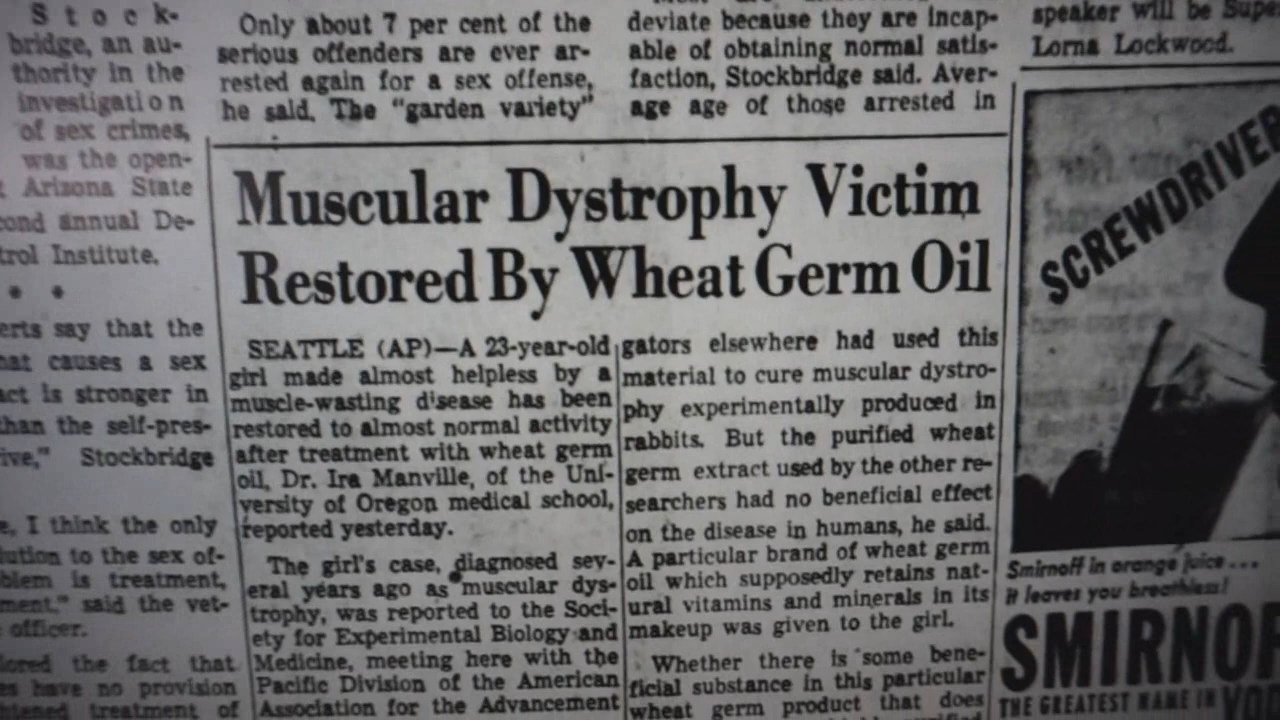 Stock-
bridge, an au-
thority in the
investigation
of sex crimes,
was the open-
Arizona State
ond annual De-
trol Institute.
* *
erts say that the
hat causes a sex
act is stronger in
than the self-pres-
ive," Stockbridge
e, I think the only
lution to the sex of-
blem is treatment,
ment," said the vet-
officer.
lored the fact that
es have no provision
htened treatment of
Only about 7 per cent of the
serious offenders are ever ar-
rested again for a sex offense,
he said. The "garden variety"
deviate because they are incap-
able of obtaining normal satis-
faction, Stockbridge said. Aver-
age age of those arrested in
Muscular Dystrophy Victim
Restored By Wheat Germ Oil
SEATTLE (AP)—A 23-year-old
girl made almost helpless by a
muscle-wasting disease has been
restored to almost normal activity
after treatment with wheat germ
oil, Dr. Ira Manville, of the Uni-
versity of Oregon medical school,
reported yesterday.
The girl's case, diagnosed sev-
eral years ago as muscular dys-
trophy, was reported to the Soci-
ety for Experimental Biology and
Medicine, meeting here with the
Pacific Division of the American
Association for the Advancement
gators elsewhere had used this
material to cure muscular dystro-
phy experimentally produced in
rabbits. But the purified wheat
germ extract used by the other re-
searchers had no beneficial effect
on the disease in humans, he said.
A particular brand of wheat germ
oil which supposedly retains nat-
ural vitamins and minerals in its
makeup was given to the girl.
Whether there is some bene-
ficial substance in this particular
wheat germ product that does
speaker will be Supe
Lorna Lockwood.
SCREWDRIVER
Smirnoff in orange juice...
it leaves you breathless!
SMIRNOF
THE GREATEST NAME IN VOD